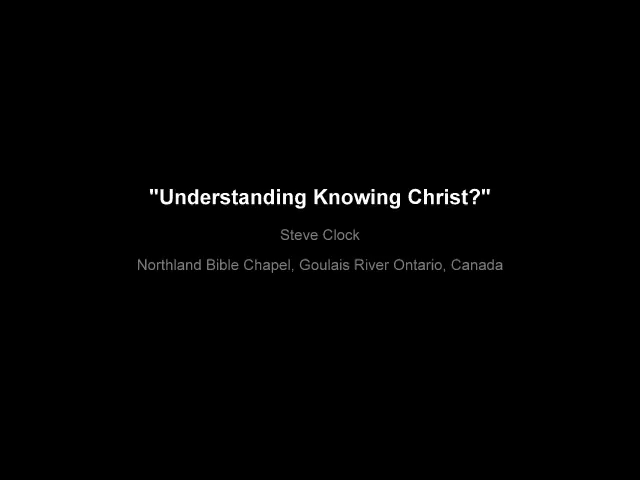 "Understanding Knowing Christ?"
Steve Clock
Northland Bible Chapel, Goulais River Ontario, Canada